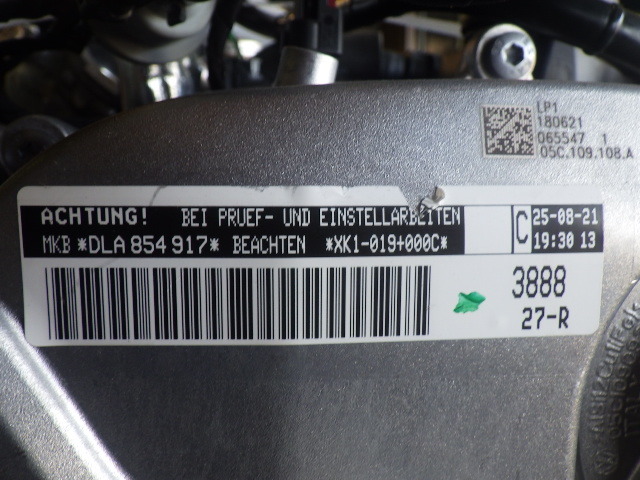 LP1
180621
065547 1
05C.109.108.A
ACHTUNG! BEI PRUEF- UND EINSTELLARBEITEN
MKB *DLA 854 917* BEACHTEN *XK1-019+000C*
C 25-08-21
19:30 13
3888
27-R